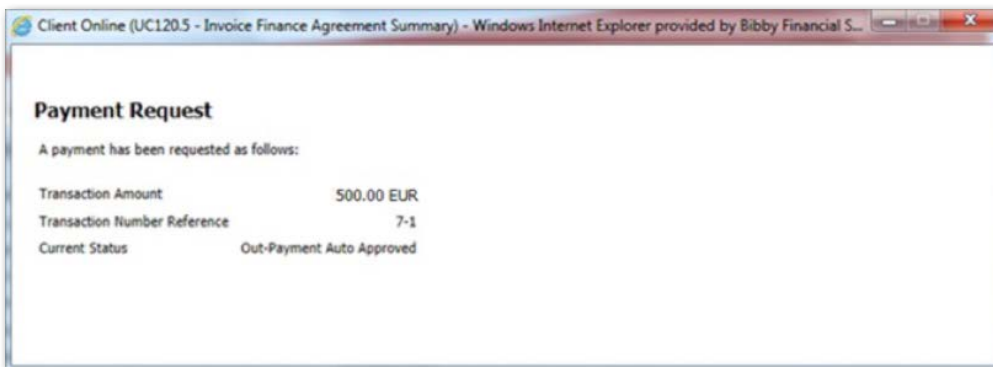 Client Online (UC120.5 - Invoice Finance Agreement Summary) - Windows Internet Explorer provided by Bibby Financial S...
Payment Request
A payment has been requested as follows:
Transaction Amount 500.00 EUR
Transaction Number Reference 7-1
Current Status Out-Payment Auto Approved